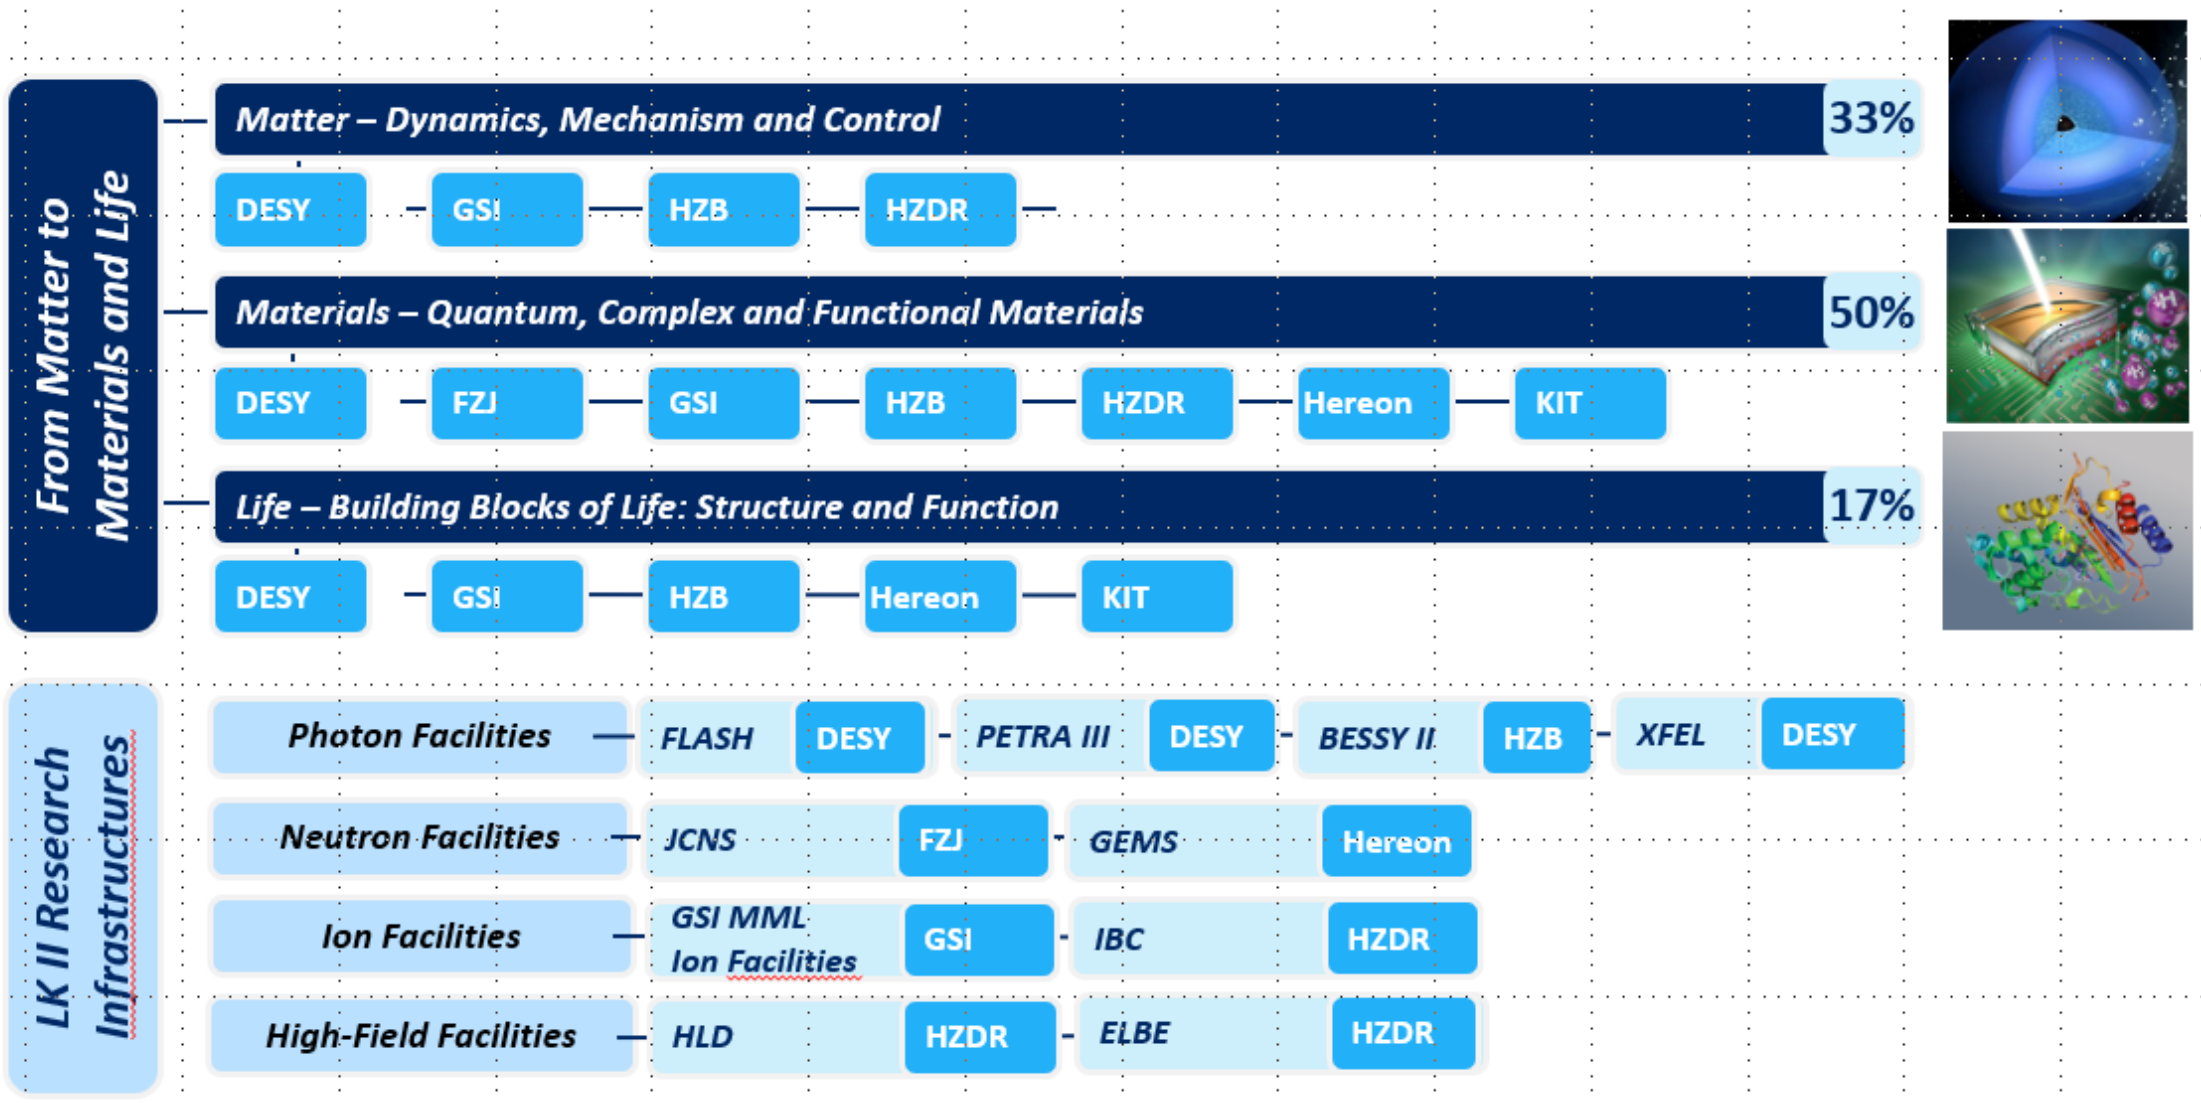 From Matter to
Materials and Life
Matter – Dynamics, Mechanism and Control
33%
DESY
GSI
HZB
HZDR
Materials – Quantum, Complex and Functional Materials
50%
DESY
FZJ
GSI
HZB
HZDR
Hereon
KIT
Life – Building Blocks of Life: Structure and Function
17%
DESY
GSI
HZB
Hereon
KIT
LK II Research
Infrastructures
Photon Facilities
FLASH
DESY
PETRA III
DESY
BESSY II
HZB
XFEL
DESY
Neutron Facilities
JCNS
FZJ
GEMS
Hereon
Ion Facilities
GSI MML
Ion Facilities
GSI
IBC
HZDR
High-Field Facilities
HLD
HZDR
ELBE
HZDR